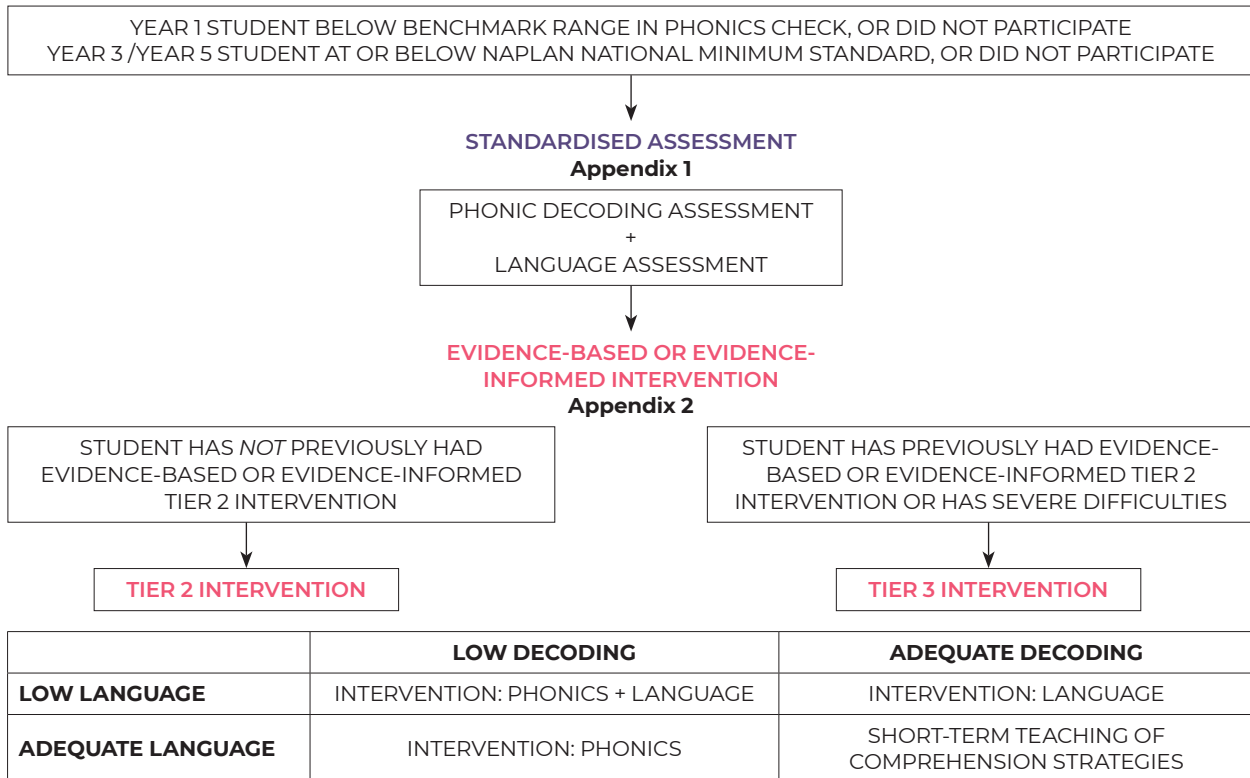 YEAR 1 STUDENT BELOW BENCHMARK RANGE IN PHONICS CHECK, OR DID NOT PARTICIPATE
YEAR 3 /YEAR 5 STUDENT AT OR BELOW NAPLAN NATIONAL MINIMUM STANDARD, OR DID NOT PARTICIPATE
STANDARDISED ASSESSMENT
Appendix 1
PHONIC DECODING ASSESSMENT
+
LANGUAGE ASSESSMENT
EVIDENCE-BASED OR EVIDENCE-
INFORMED INTERVENTION
Appendix 2
STUDENT HAS NOT PREVIOUSLY HAD
EVIDENCE-BASED OR EVIDENCE-INFORMED
TIER 2 INTERVENTION
STUDENT HAS PREVIOUSLY HAD EVIDENCE-
BASED OR EVIDENCE-INFORMED TIER 2
INTERVENTION OR HAS SEVERE DIFFICULTIES
TIER 2 INTERVENTION
TIER 3 INTERVENTION
LOW DECODING
ADEQUATE DECODING
LOW LANGUAGE
INTERVENTION: PHONICS + LANGUAGE
INTERVENTION: LANGUAGE
ADEQUATE LANGUAGE
INTERVENTION: PHONICS
SHORT-TERM TEACHING OF
COMPREHENSION STRATEGIES